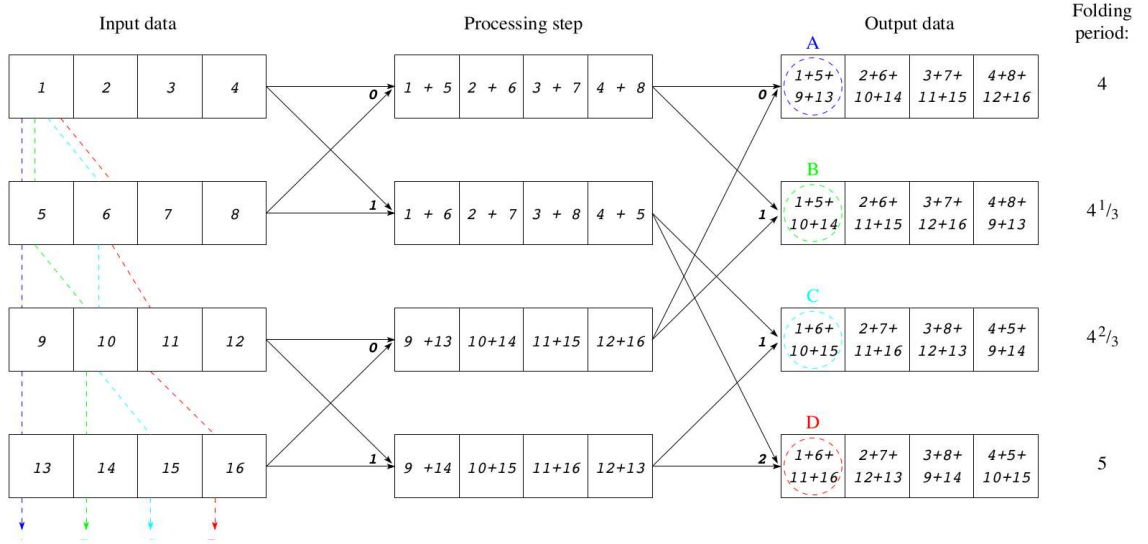 Input data Processing step Output data Folding period:
A
1 2 3 4 0 1 + 5 2 + 6 3 + 7 4 + 8 0 1+5+ 9+13 2+6+ 10+14 3+7+ 11+15 4+8+ 12+16 4
B
5 6 7 8 1 1 + 6 2 + 7 3 + 8 4 + 5 1 1+5+ 10+14 2+6+ 11+15 3+7+ 12+16 4+8+ 9+13 4 1/3
C
9 10 11 12 0 9 +13 10+14 11+15 12+16 1 1+6+ 10+15 2+7+ 11+16 3+8+ 12+13 4+5+ 9+14 4 2/3
D
13 14 15 16 1 9 +14 10+15 11+16 12+13 2 1+6+ 11+16 2+7+ 12+13 3+8+ 9+14 4+5+ 10+15 5